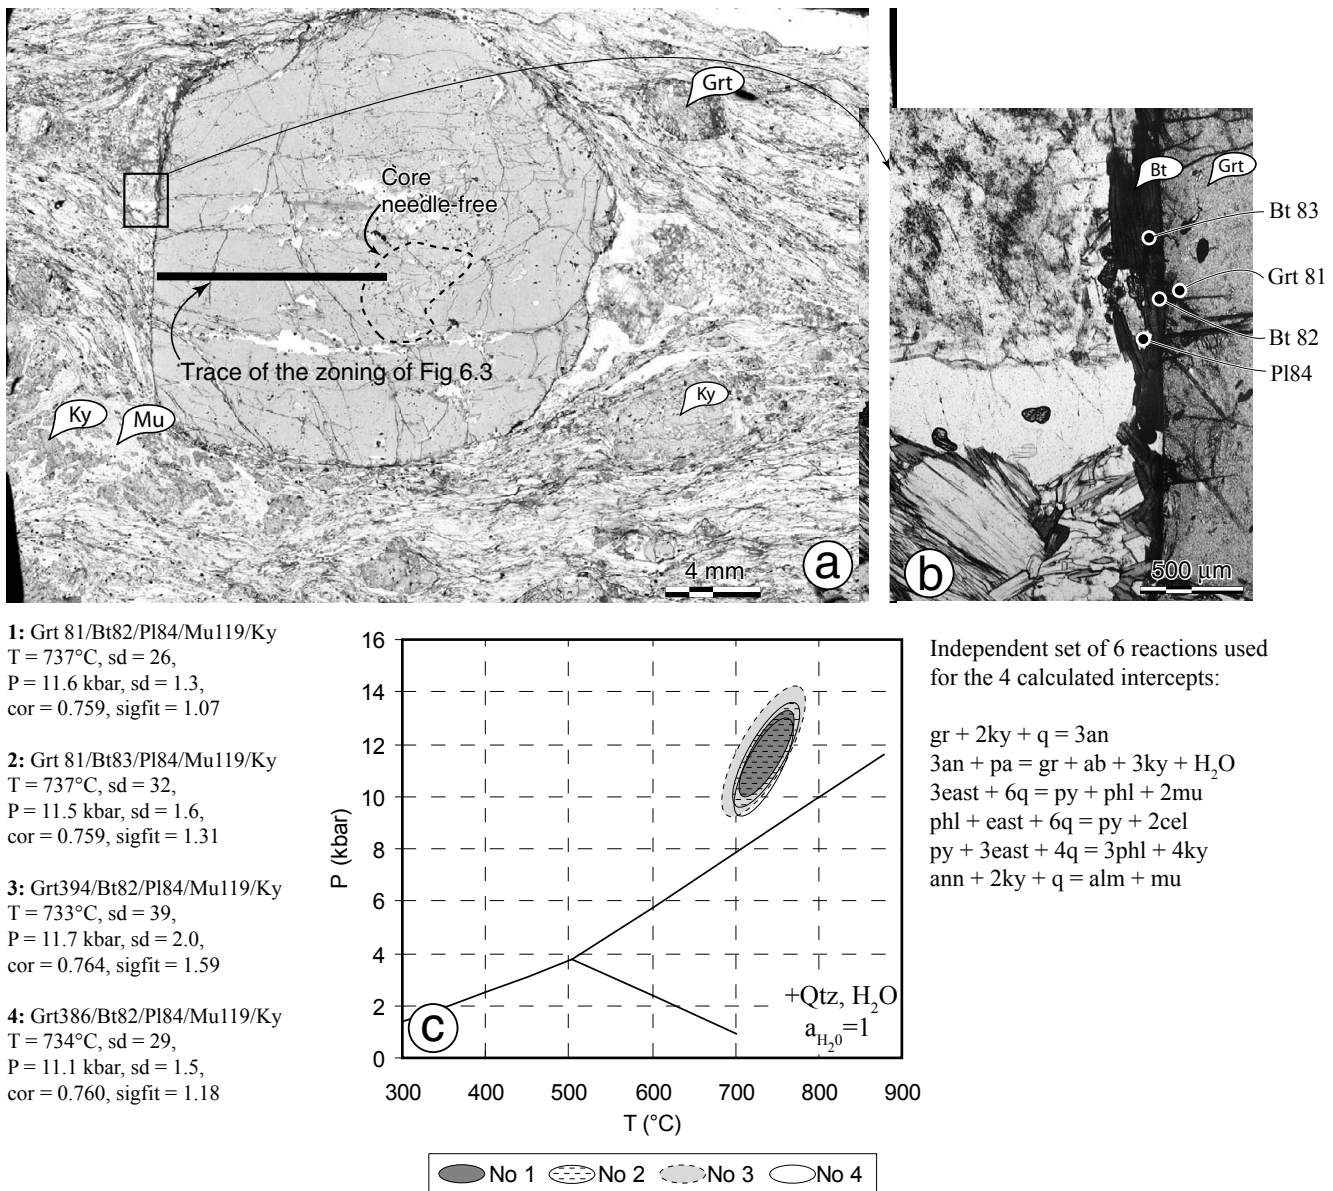 Grt
Core
needle-free
Trace of the zoning of Fig 6.3
Ky
Mu
Ky
4 mm
a
Bt
Grt
Bt 83
Grt 81
Bt 82
Pl84
500 µm
b
1: Grt 81/Bt82/Pl84/Mu119/Ky
T = 737°C, sd = 26,
P = 11.6 kbar, sd = 1.3,
cor = 0.759, sigfit = 1.07
2: Grt 81/Bt83/Pl84/Mu119/Ky
T = 737°C, sd = 32,
P = 11.5 kbar, sd = 1.6,
cor = 0.759, sigfit = 1.31
3: Grt394/Bt82/Pl84/Mu119/Ky
T = 733°C, sd = 39,
P = 11.7 kbar, sd = 2.0,
cor = 0.764, sigfit = 1.59
4: Grt386/Bt82/Pl84/Mu119/Ky
T = 734°C, sd = 29,
P = 11.1 kbar, sd = 1.5,
cor = 0.760, sigfit = 1.18
P (kbar)
16
14
12
10
8
6
4
2
0
c
+Qtz, H₂O
a_H₂0=1
300 400 500 600 700 800 900
T (°C)
No 1 No 2 No 3 No 4
Independent set of 6 reactions used
for the 4 calculated intercepts:
gr + 2ky + q = 3an
3an + pa = gr + ab + 3ky + H₂O
3east + 6q = py + phl + 2mu
phl + east + 6q = py + 2cel
py + 3east + 4q = 3phl + 4ky
ann + 2ky + q = alm + mu